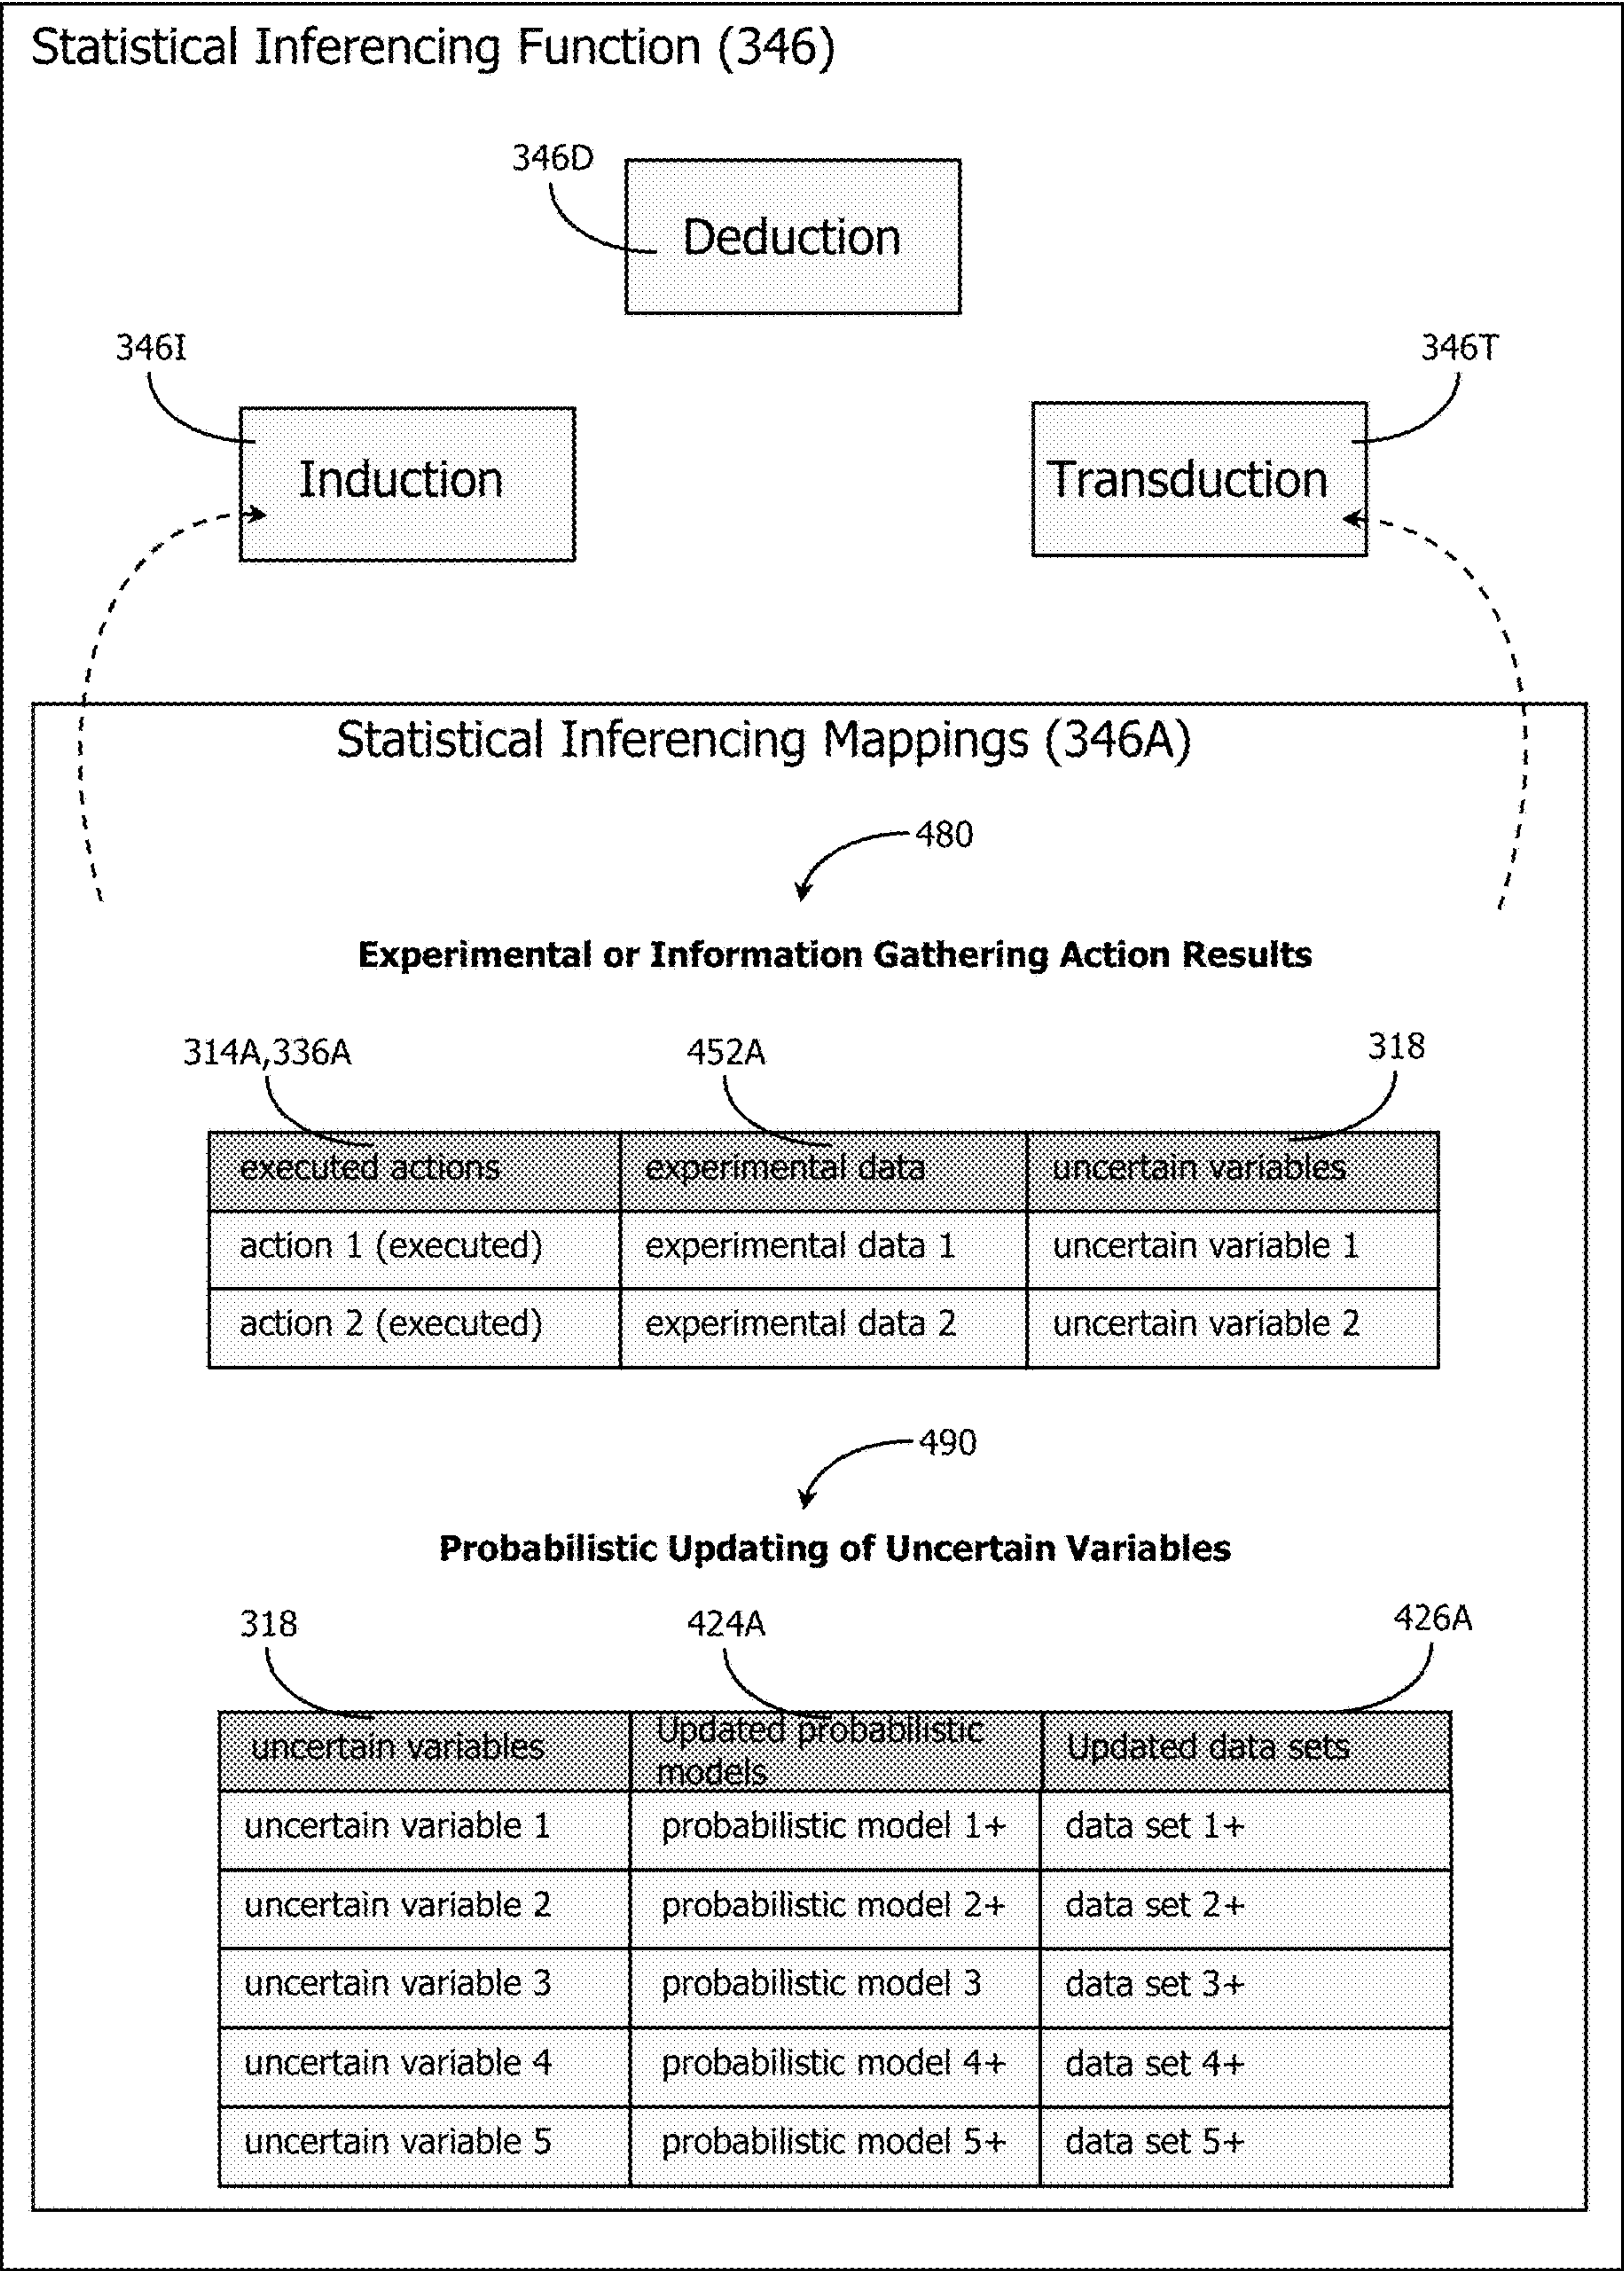 Statistical Inferencing Function (346)
346D
Deduction
346I
346T
Induction
Transduction
Statistical Inferencing Mappings (346A)
480
Experimental or Information Gathering Action Results
314A,336A
452A
318
executed actions
experimental data
uncertain variables
action 1 (executed)
experimental data 1
uncertain variable 1
action 2 (executed)
experimental data 2
uncertain variable 2
490
Probabilistic Updating of Uncertain Variables
318
424A
426A
uncertain variables
Updated probabilistic
models
Updated data sets
uncertain variable 1
probabilistic model 1+
data set 1+
uncertain variable 2
probabilistic model 2+
data set 2+
uncertain variable 3
probabilistic model 3
data set 3+
uncertain variable 4
probabilistic model 4+
data set 4+
uncertain variable 5
probabilistic model 5+
data set 5+